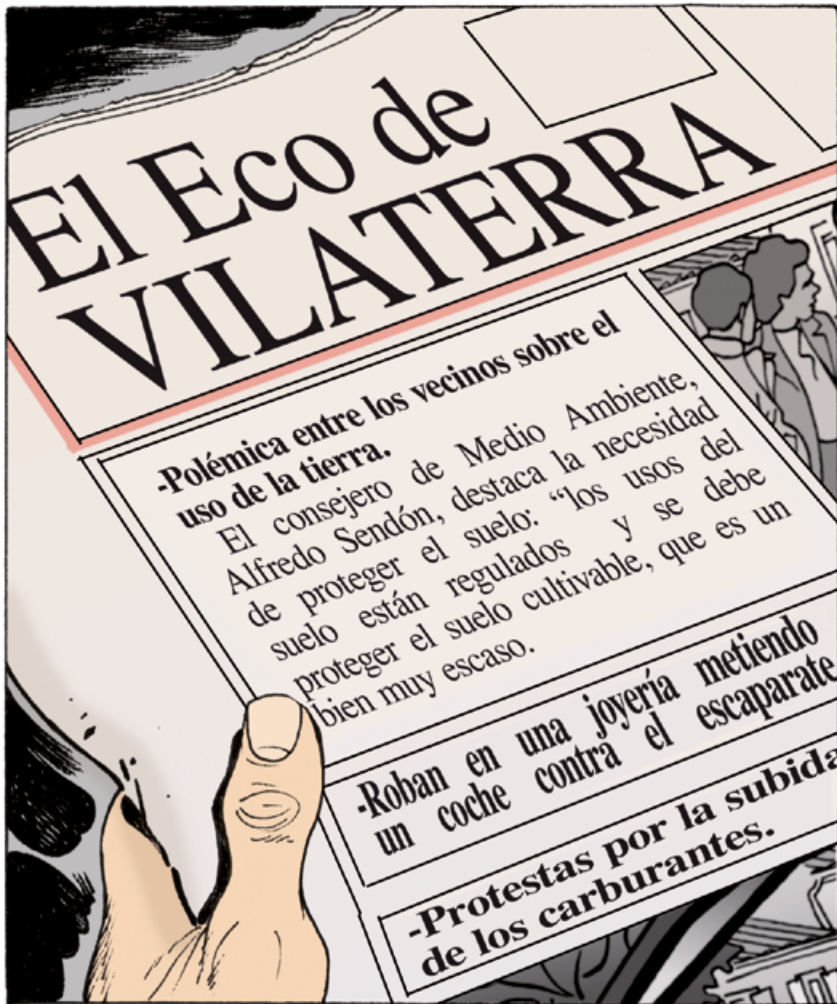 El Eco de
VILATERRA
-Polémica entre los vecinos sobre el
uso de la tierra.
El consejero de Medio Ambiente,
Alfredo Sendón, destaca la necesidad
de proteger el suelo: “los usos del
suelo están regulados y se debe
proteger el suelo cultivable, que es un
bien muy escaso.
-Roban en una joyería metiendo
un coche contra el escaparate
-Protestas por la subida
de los carburantes.